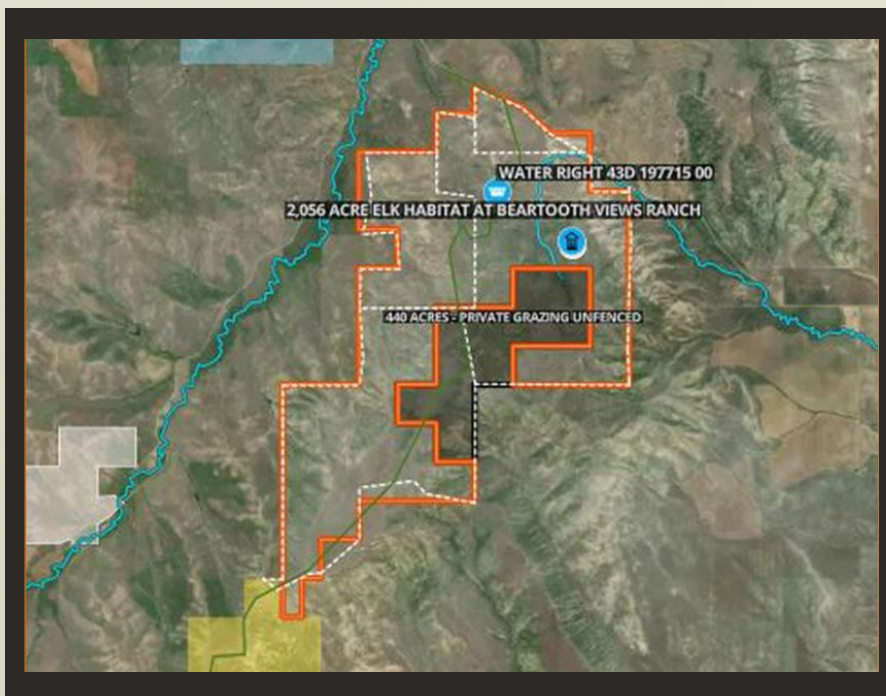 WATER RIGHT 43D 197715 00
2,056 ACRE ELK HABITAT AT BEARTOOTH VIEWS RANCH
440 ACRES - PRIVATE GRAZING UNFENCED